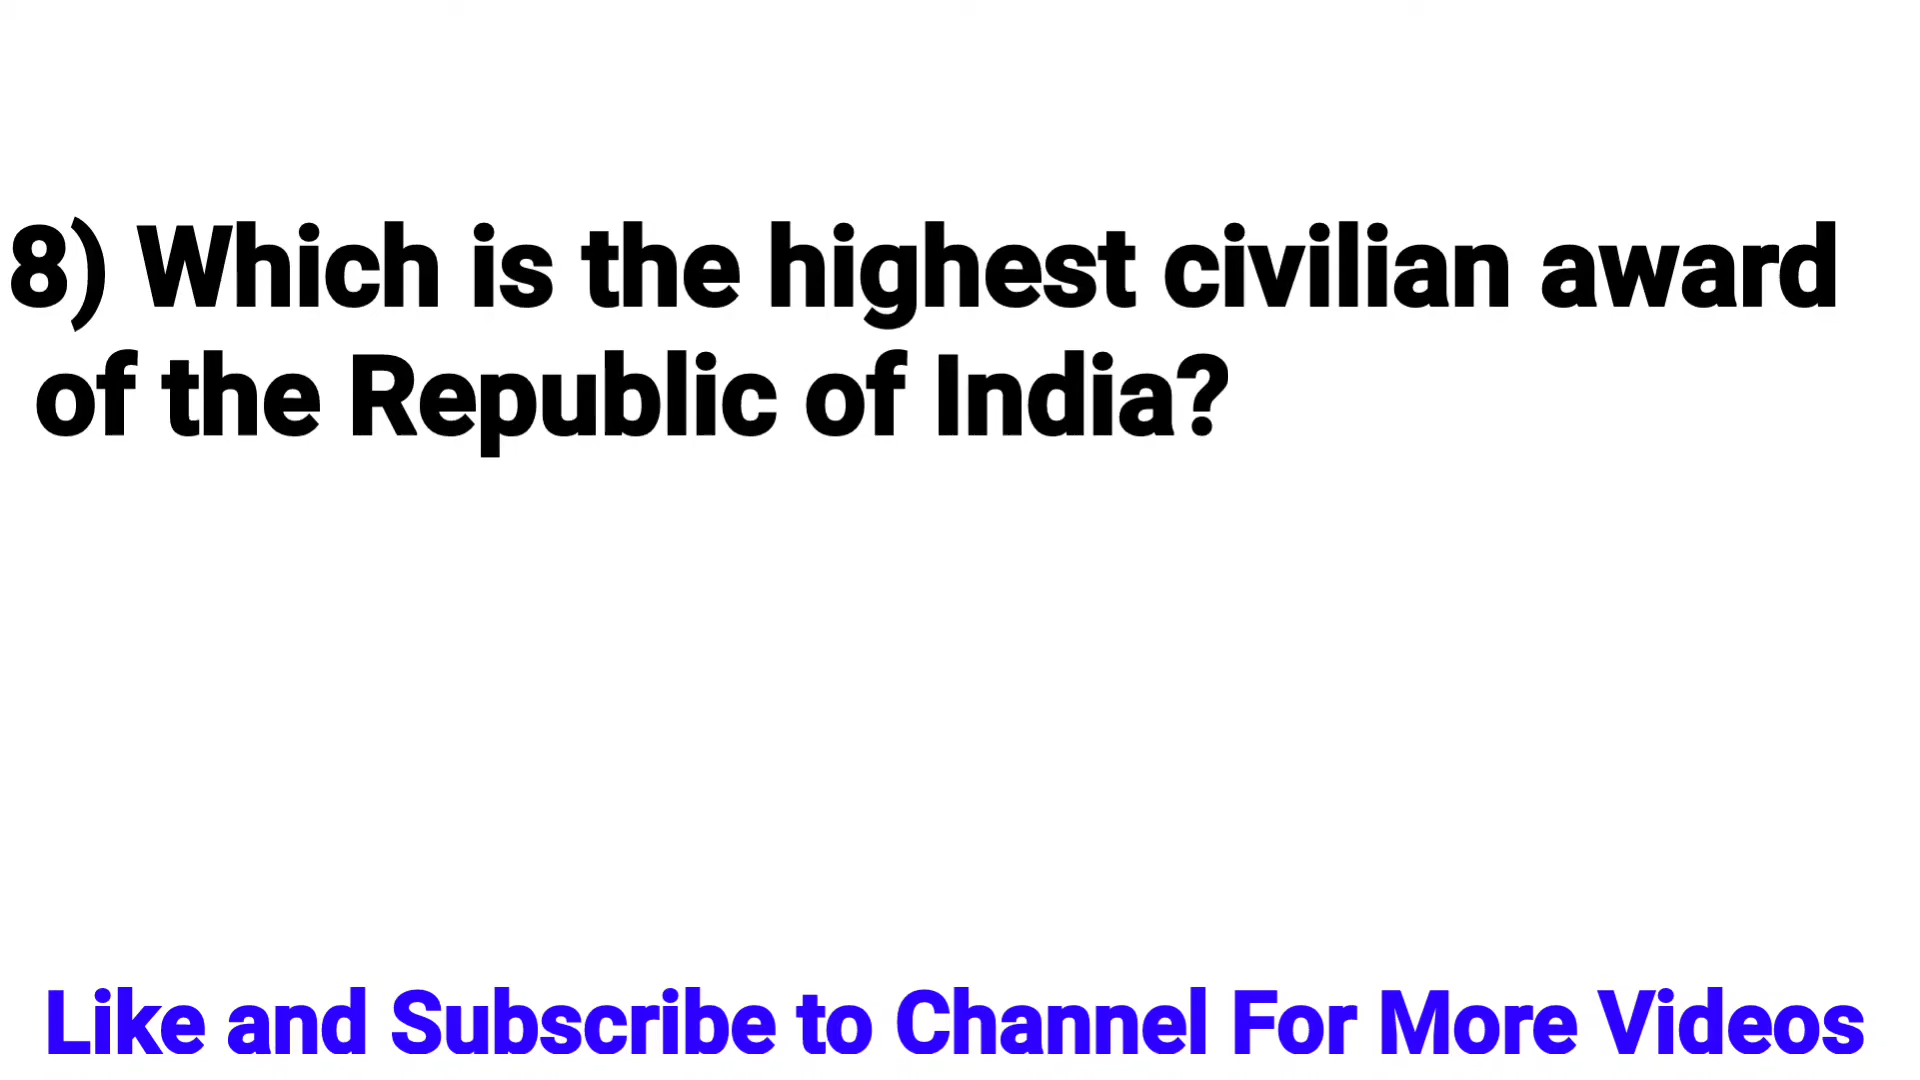 8) Which is the highest civilian award
of the Republic of India?
Like and Subscribe to Channel For More Videos